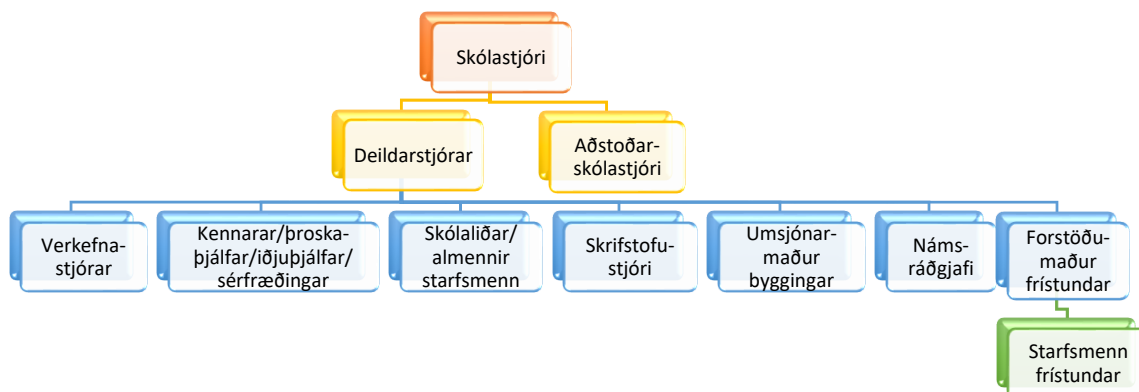 Skólastjóri
Deildarstjórar
Aðstoðar-
skólastjóri
Verkefna-
stjórar
Kennarar/þroska-
þjálfar/iðjuþjálfar/
sérfræðingar
Skólaliðar/
almennir
starfsmenn
Skrifstofu-
stjóri
Umsjónar-
maður
byggingar
Náms-
ráðgjafi
Forstöðu-
maður
frístundar
Starfsmenn
frístundar